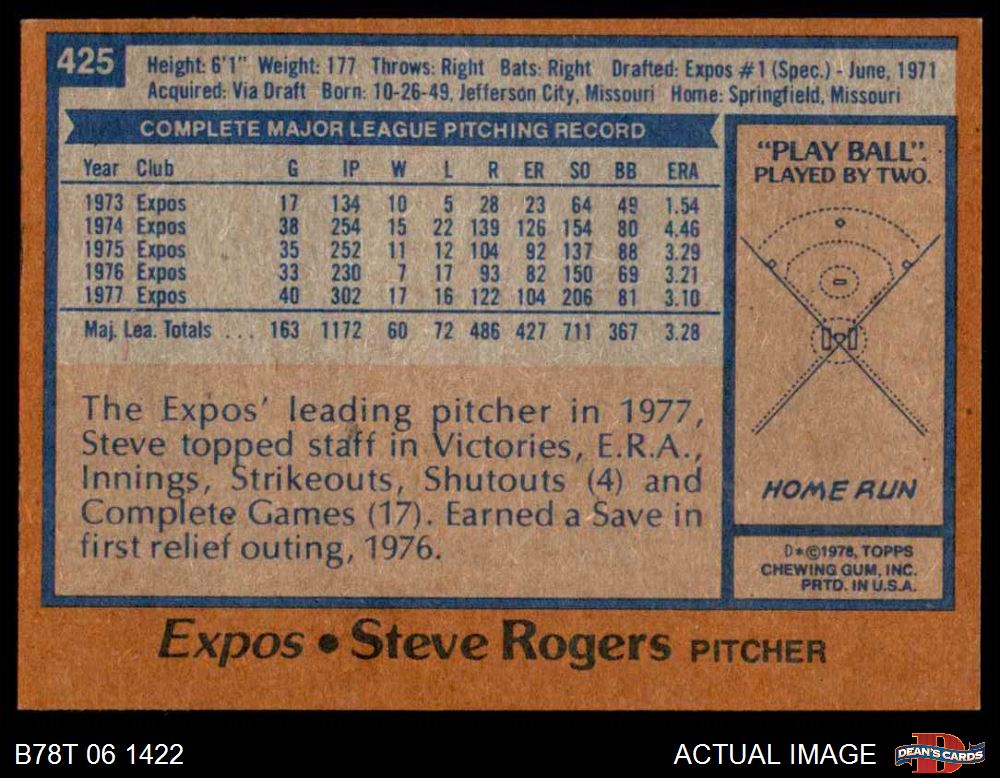 425
Height: 6'1" Weight: 177 Throws: Right Bats: Right Drafted: Expos #1 (Spec.) - June, 1971
Acquired: Via Draft Born: 10-26-49, Jefferson City, Missouri Home: Springfield, Missouri
COMPLETE MAJOR LEAGUE PITCHING RECORD
Year Club G IP W L R ER SO BB ERA
1973 Expos 17 134 10 5 28 23 64 49 1.54
1974 Expos 38 254 15 22 139 126 154 80 4.46
1975 Expos 35 252 11 12 104 92 137 88 3.29
1976 Expos 33 230 7 17 93 82 150 69 3.21
1977 Expos 40 302 17 16 122 104 206 81 3.10
Maj. Lea. Totals ... 163 1172 60 72 486 427 711 367 3.28
The Expos' leading pitcher in 1977,
Steve topped staff in Victories, E.R.A.,
Innings, Strikeouts, Shutouts (4) and
Complete Games (17). Earned a Save in
first relief outing, 1976.
"PLAY BALL":
PLAYED BY TWO.
HOME RUN
D*©1978, TOPPS
CHEWING GUM, INC.
PRTD. IN U.S.A.
Expos • Steve Rogers PITCHER
B78T 06 1422
ACTUAL IMAGE
DEAN'S CARDS